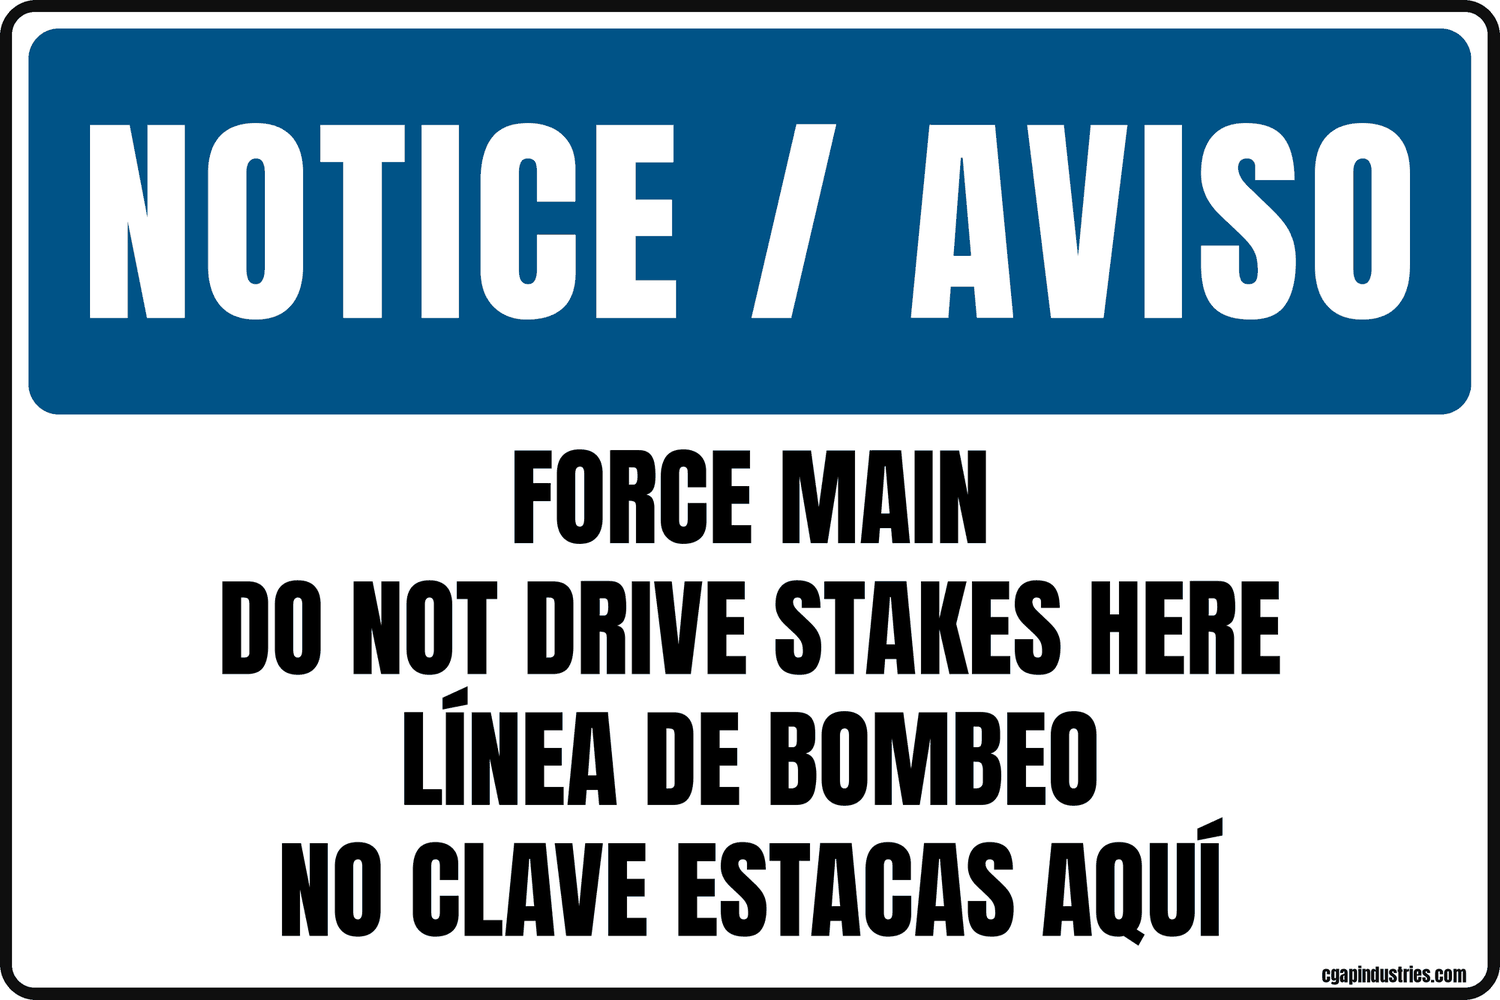 NOTICE / AVISO
FORCE MAIN
DO NOT DRIVE STAKES HERE
LÍNEA DE BOMBEO
NO CLAVE ESTACAS AQUÍ
cgapindustries.com